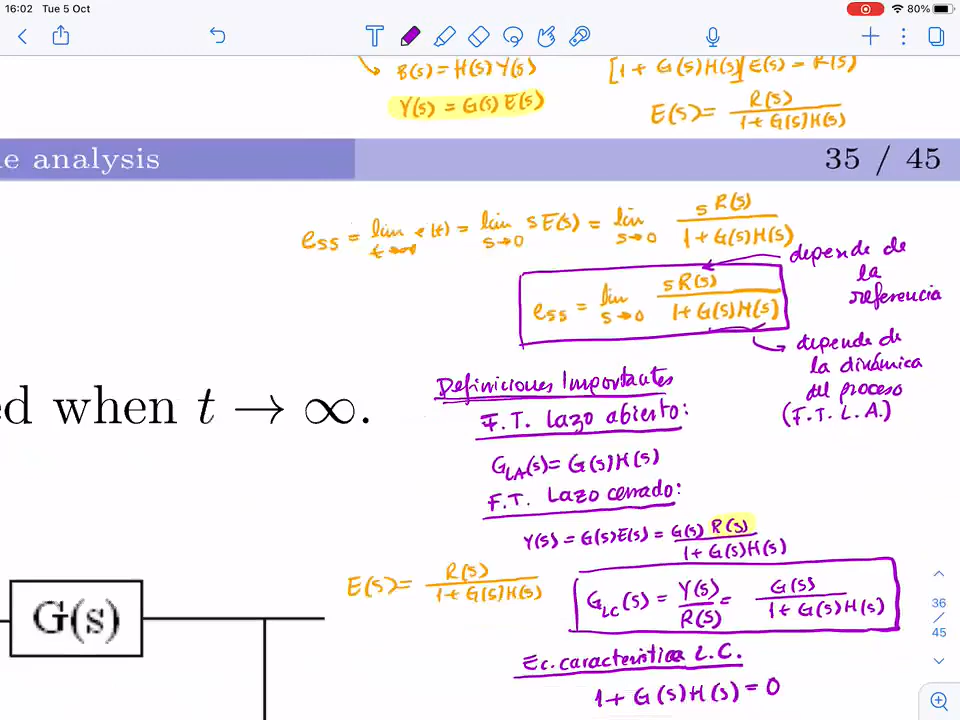 16:02 Tue 5 Oct
80%
B(s) = H(s) Y(s)
Y(s) = G(s) E(s)
[1 + G(s)H(s)] E(s) = R(s)
E(s) = R(s) / 1 + G(s)H(s)
e analysis
35 / 45
ess = lim t→∞ e(t) = lim s→0 sE(s) = lim s→0 sR(s) / 1 + G(s)H(s)
ess = lim s→0 sR(s) / 1 + G(s)H(s)
depende de
la
referencia
depende de
la dinámica
del proceso
(F.T.L.A.)
ed when t → ∞.
Definiciones Importantes
F.T. Lazo abierto:
G_LA(s) = G(s)H(s)
F.T. Lazo cerrado:
Y(s) = G(s)E(s) = G(s) R(s) / 1 + G(s)H(s)
E(s) = R(s) / 1 + G(s)H(s)
G_LC(s) = Y(s) / R(s) = G(s) / 1 + G(s)H(s)
G(s)
Ec. característica L.C.
1 + G(s)H(s) = 0
36
/
45